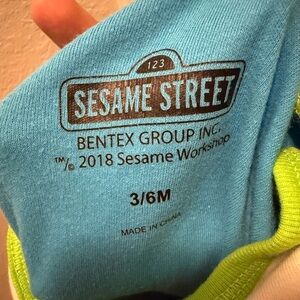 123
SESAME STREET
BENTEX GROUP INC.
™/© 2018 Sesame Workshop
3/6M
MADE IN CHINA